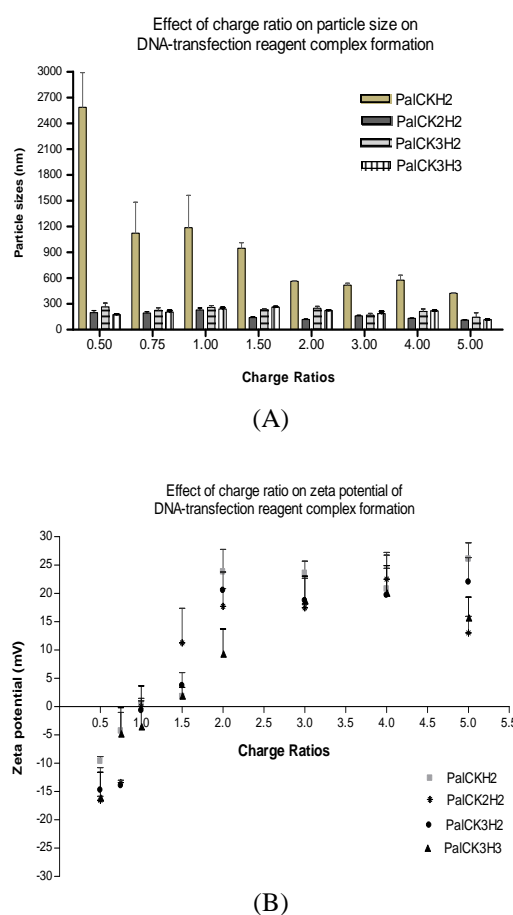 Effect of charge ratio on particle size on
DNA-transfection reagent complex formation
Particle sizes (nm)
3000
2700
2400
2100
1800
1500
1200
900
600
300
0
PalCKH2
PalCK2H2
PalCK3H2
PalCK3H3
0.50 0.75 1.00 1.50 2.00 3.00 4.00 5.00
Charge Ratios
(A)
Effect of charge ratio on zeta potential of
DNA-transfection reagent complex formation
Zeta potential (mV)
30
25
20
15
10
5
0
-5
-10
-15
-20
-25
-30
0.5 1.0 1.5 2.0 2.5 3.0 3.5 4.0 4.5 5.0 5.5
Charge Ratios
PalCKH2
PalCK2H2
PalCK3H2
PalCK3H3
(B)